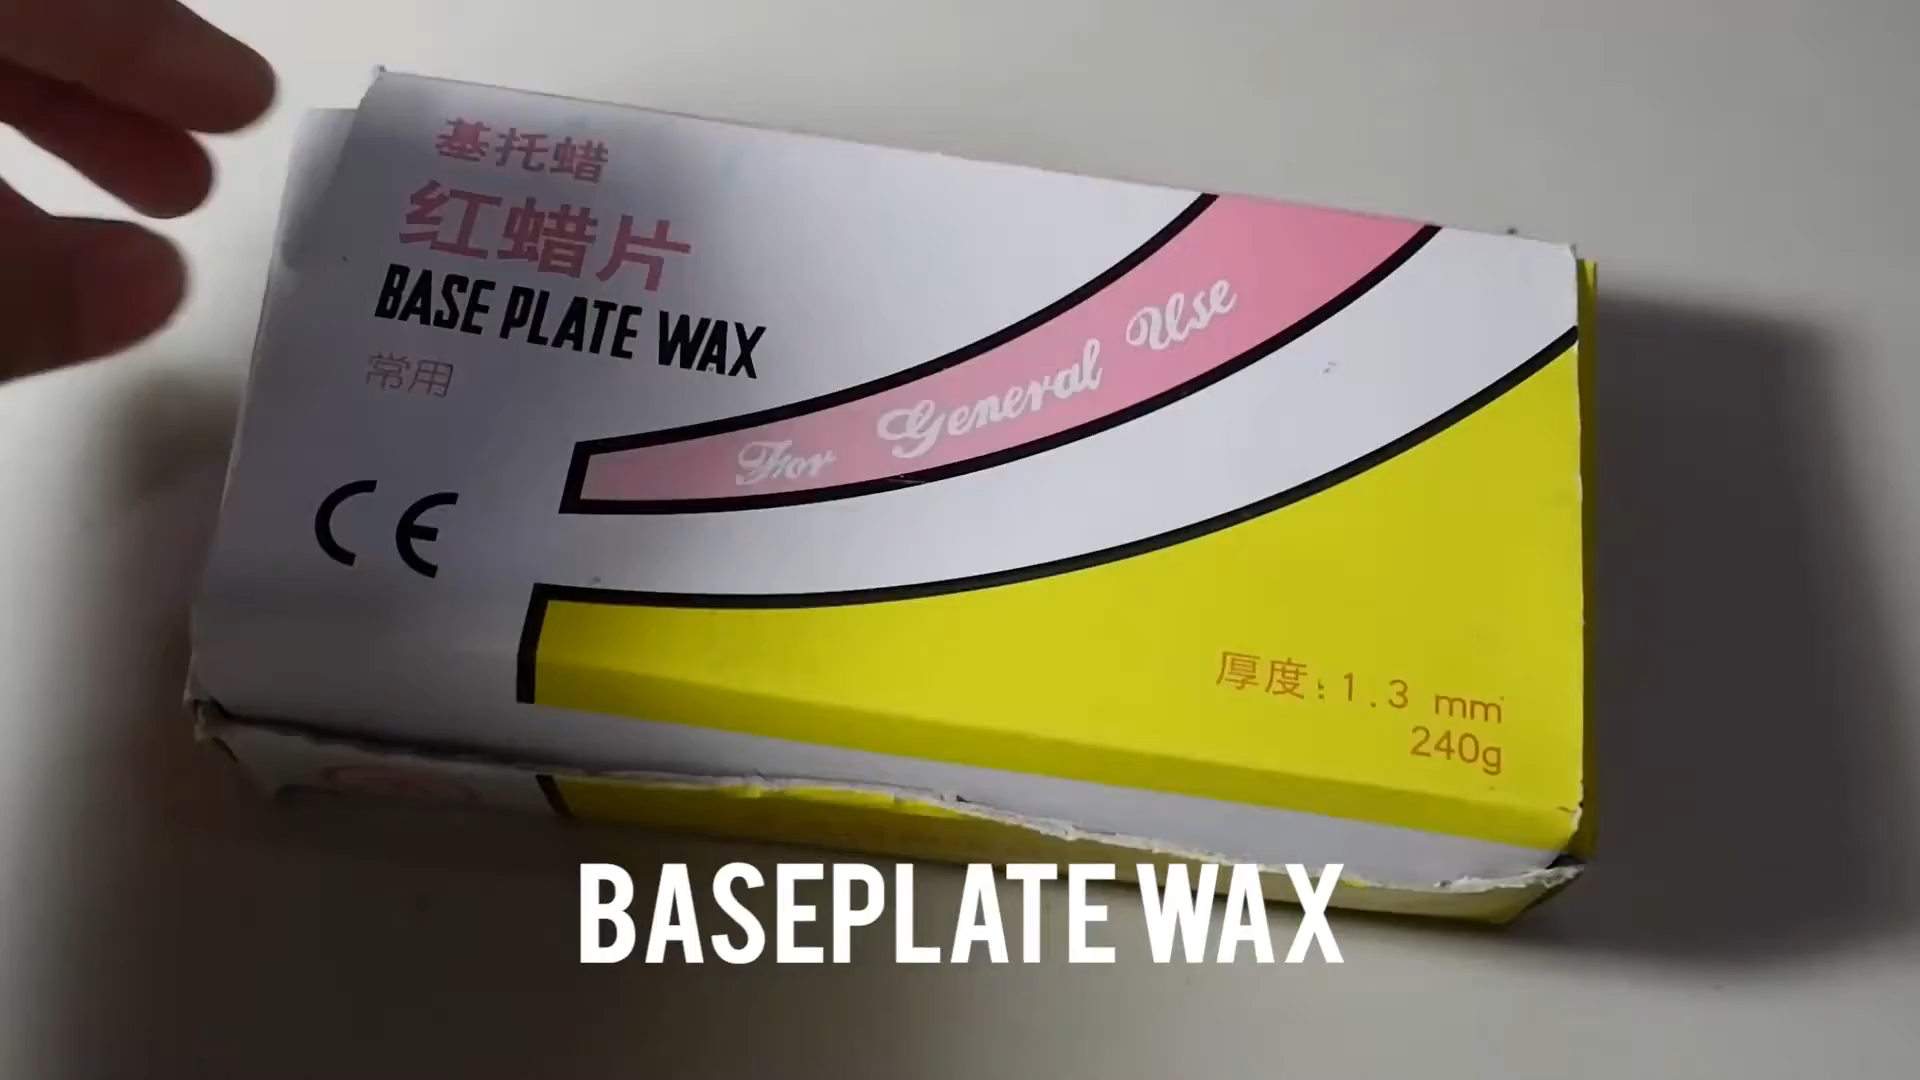 基托蜡
红蜡片
BASE PLATE WAX
常用
For General Use
CE
厚度:1.3 mm
240g
BASEPLATE WAX